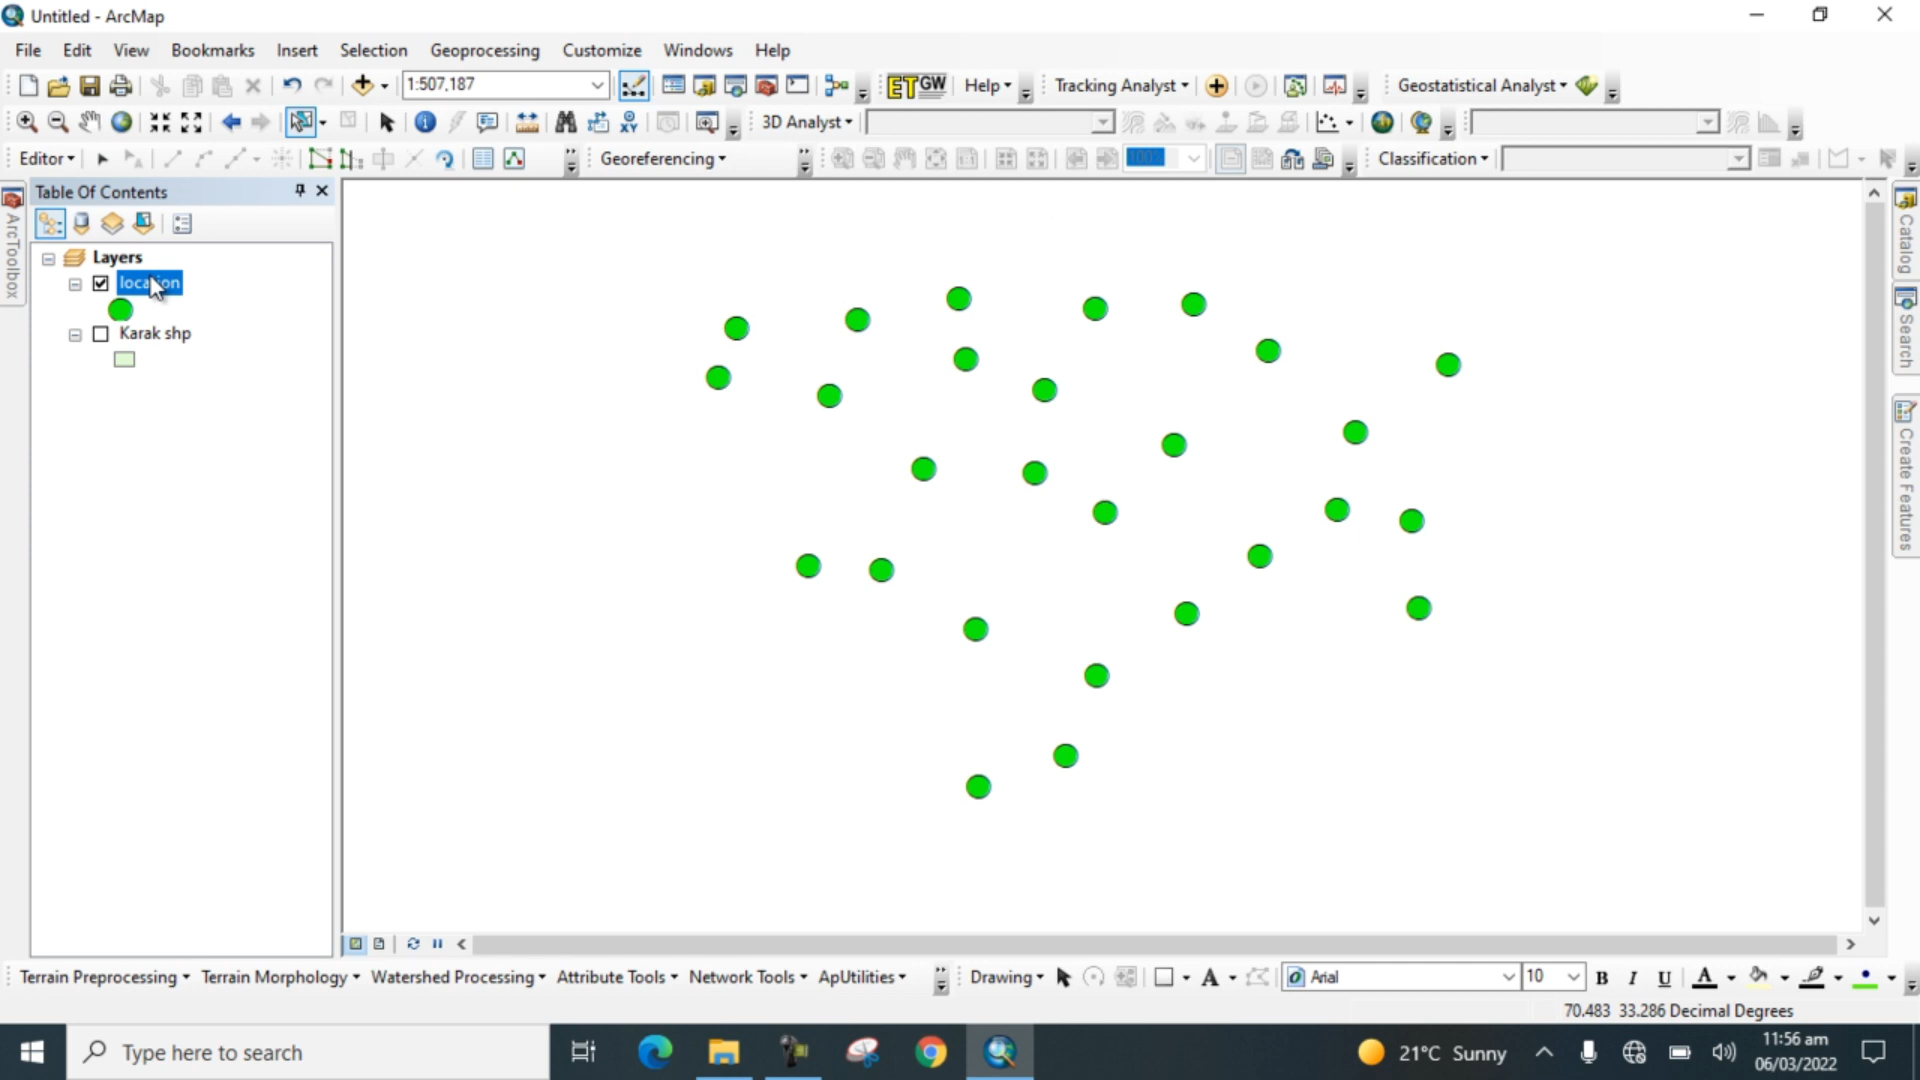 Untitled - ArcMap
File Edit View Bookmarks Insert Selection Geoprocessing Customize Windows Help
1:507,187 ET GW Help Tracking Analyst Geostatistical Analyst
3D Analyst
Editor Georeferencing 100% Classification
Table Of Contents
ArcToolbox
Layers
location
Karak shp
Catalog
Search
Create Features
Terrain Preprocessing Terrain Morphology Watershed Processing Attribute Tools Network Tools ApUtilities Drawing A Arial 10 B I U A
70.483 33.286 Decimal Degrees
Type here to search
21°C Sunny
11:56 am
06/03/2022